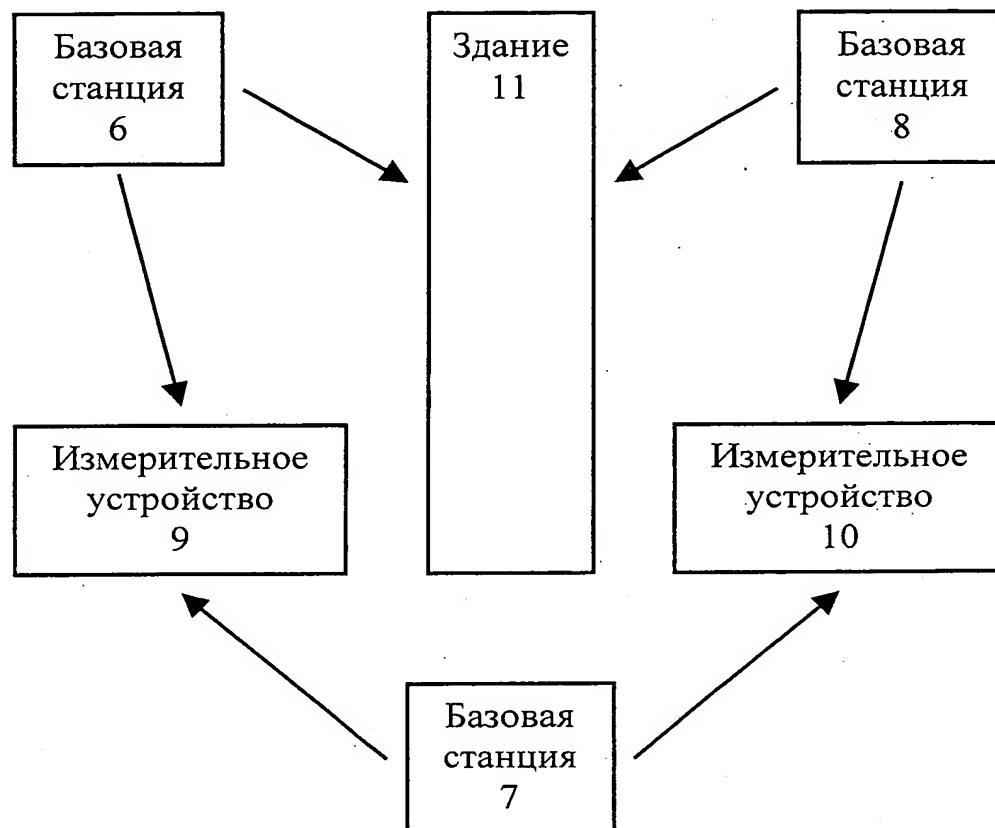 Базовая
станция
6
Здание
11
Базовая
станция
8
Измерительное
устройство
9
Измерительное
устройство
10
Базовая
станция
7